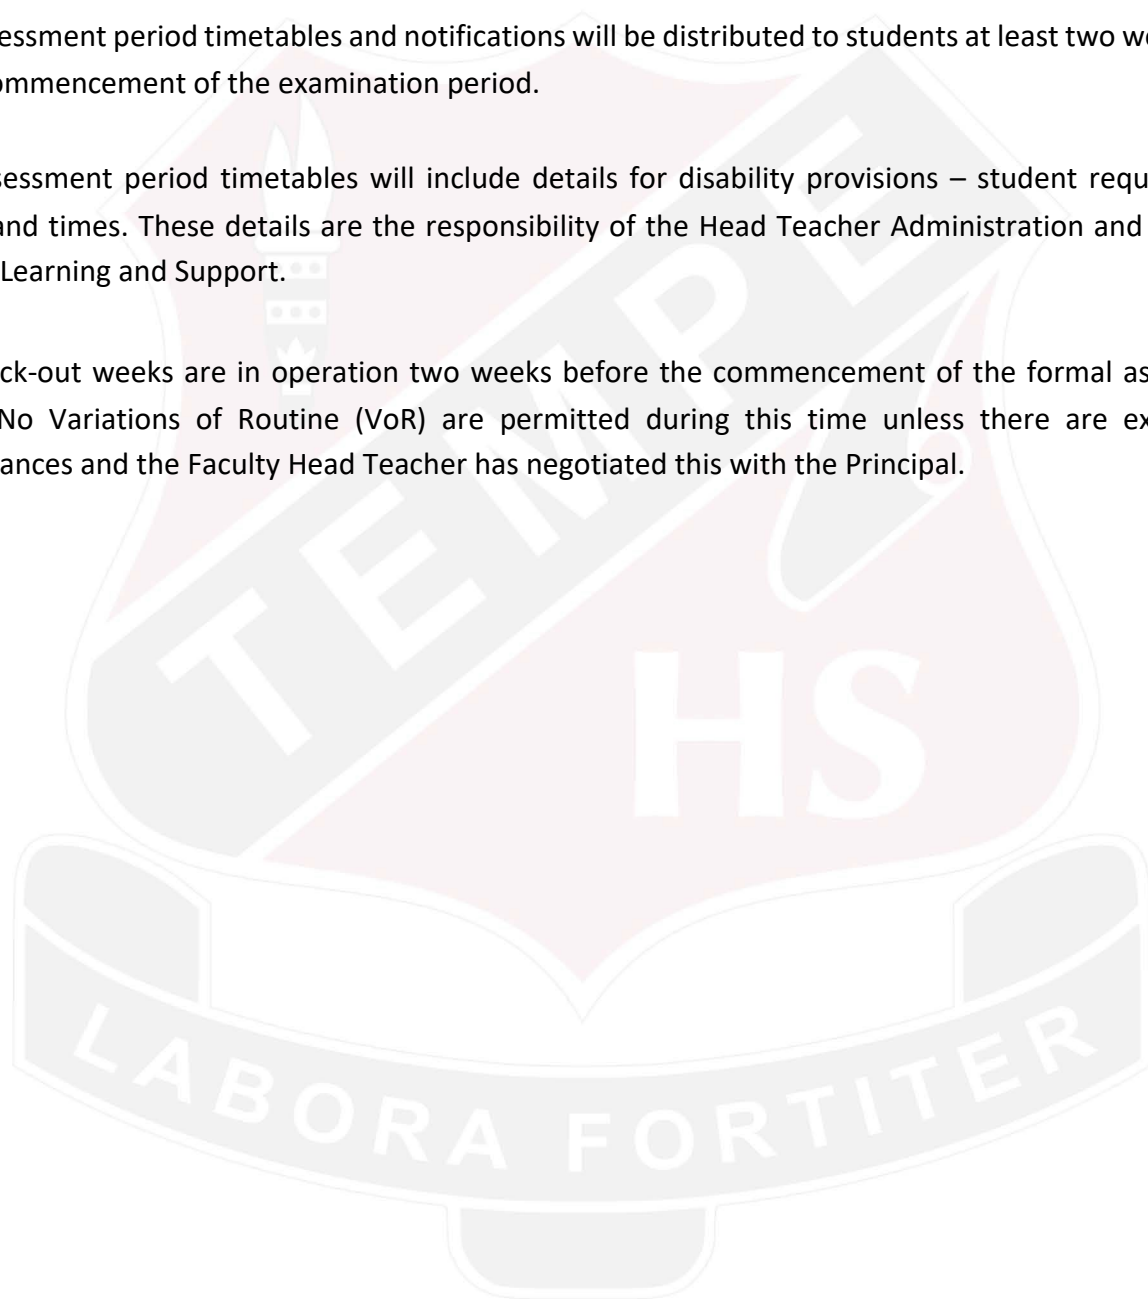 essment period timetables and notifications will be distributed to students at least two w
ommencement of the examination period.
sessment period timetables will include details for disability provisions – student requ
and times. These details are the responsibility of the Head Teacher Administration and
Learning and Support.
ck-out weeks are in operation two weeks before the commencement of the formal as
No Variations of Routine (VoR) are permitted during this time unless there are ex
ances and the Faculty Head Teacher has negotiated this with the Principal.
TEMPE
HS
LABORA FORTITER